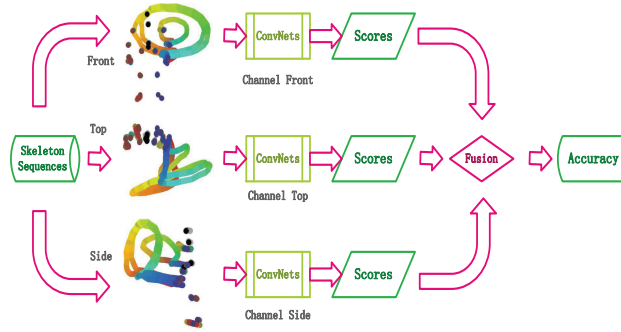 Front
ConvNets
Scores
Channel Front
Skeleton
Sequences
Top
ConvNets
Scores
Fusion
Accuracy
Channel Top
Side
ConvNets
Scores
Channel Side